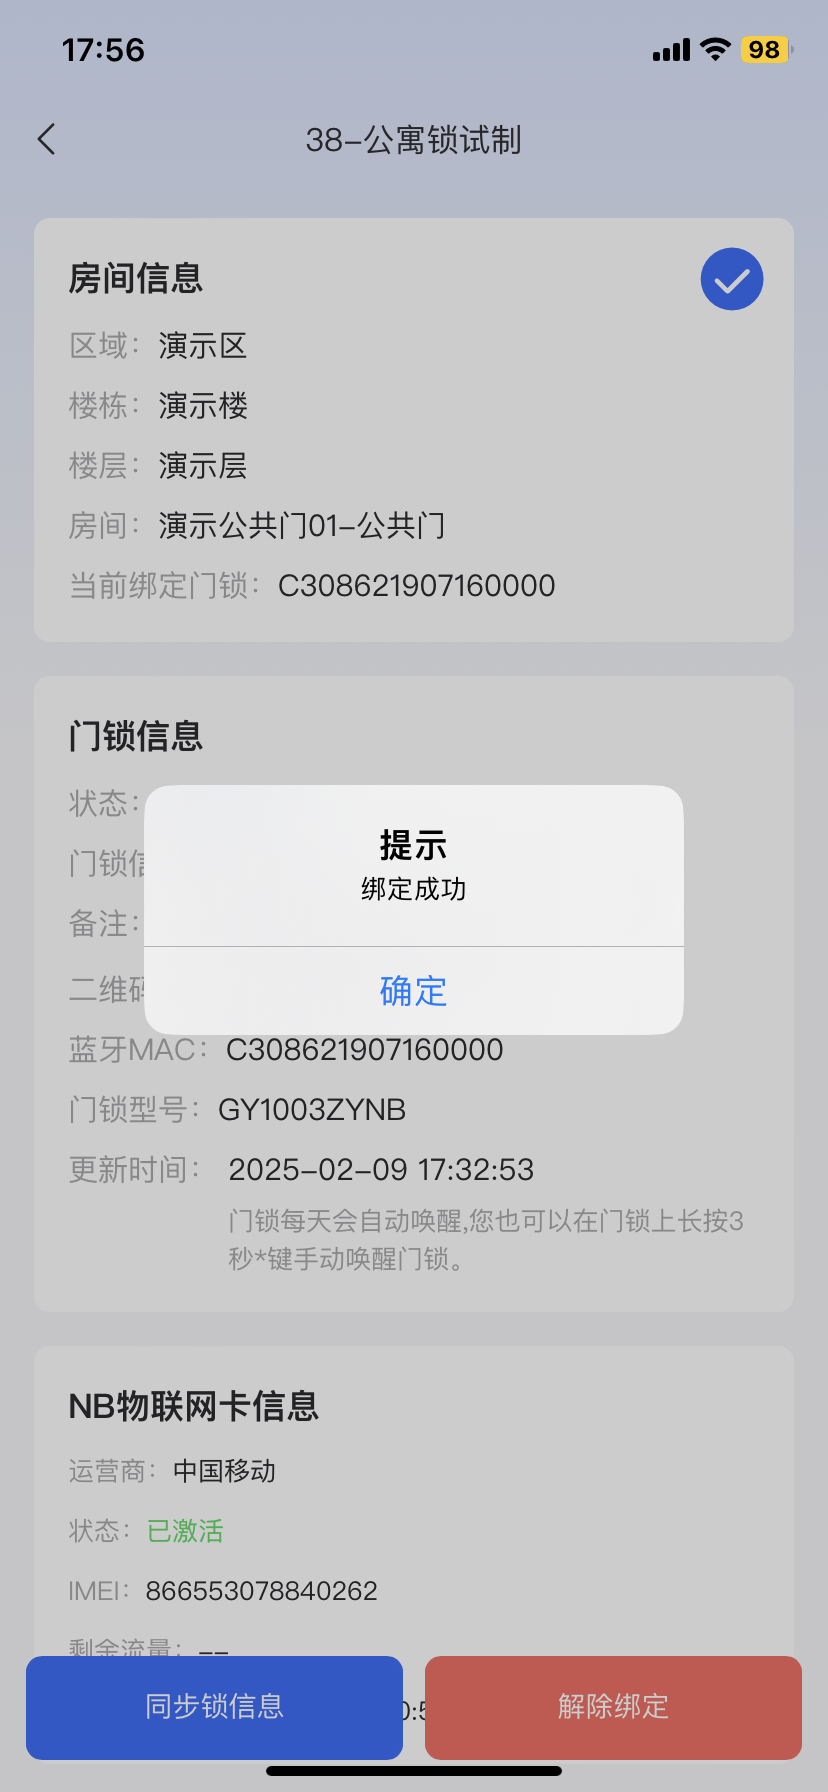 17:56
98
38-公寓锁试制
房间信息
区域： 演示区
楼栋： 演示楼
楼层： 演示层
房间： 演示公共门01-公共门
当前绑定门锁： C308621907160000
门锁信息
状态：
门锁信
备注：
提示
绑定成功
确定
二维码
蓝牙MAC： C308621907160000
门锁型号： GY1003ZYNB
更新时间： 2025-02-09 17:32:53
门锁每天会自动唤醒,您也可以在门锁上长按3
秒*键手动唤醒门锁。
NB物联网卡信息
运营商： 中国移动
状态： 已激活
IMEI： 866553078840262
剩余流量： --
同步锁信息
解除绑定